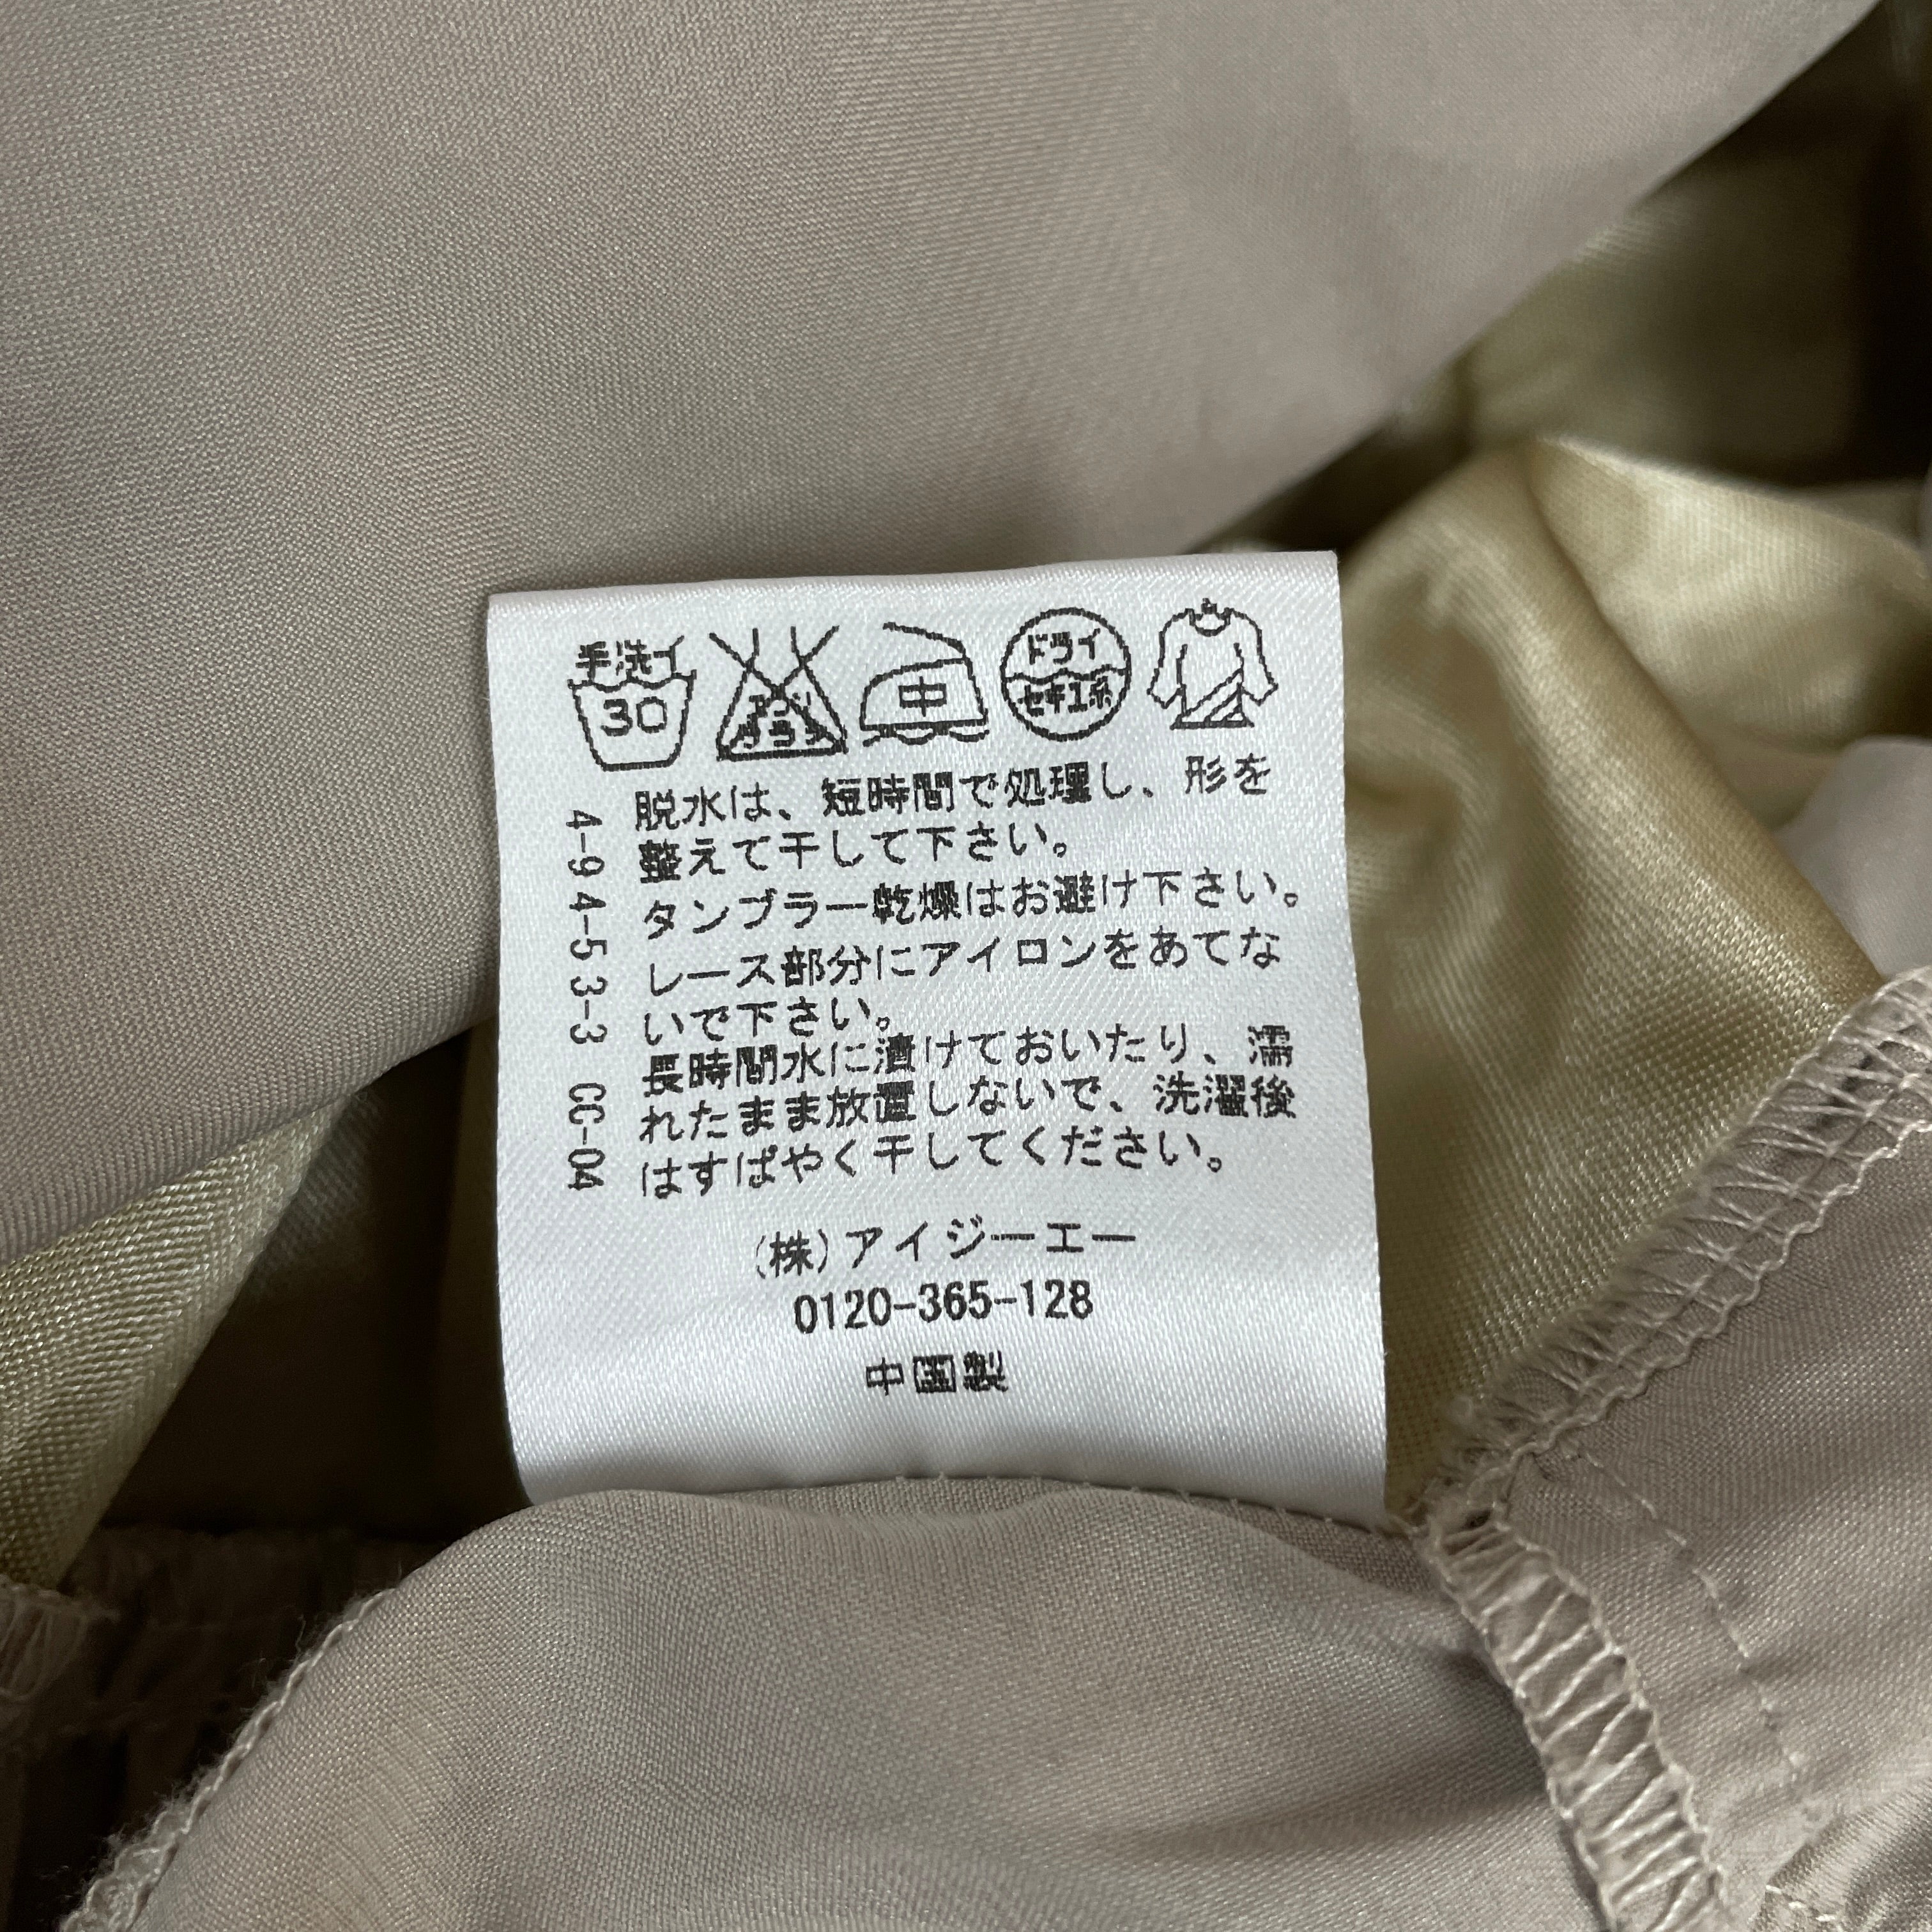 手洗イ
30
中
ドライ
セキユ系
脱水は、短時間で処理し、形を
整えて干して下さい。
タンブラー乾燥はお避け下さい。
レース部分にアイロンをあてな
いで下さい。
長時間水に漬けておいたり、濡
れたまま放置しないで、洗濯後
はすばやく干してください。
4-94-53-3 CC-04
(株)アイジーエー
0120-365-128
中国製